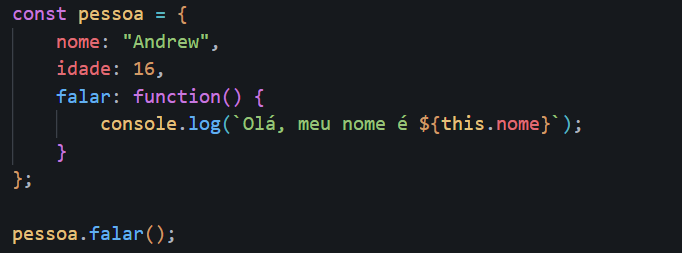 const pessoa = {
    nome: "Andrew",
    idade: 16,
    falar: function() {
        console.log(`Olá, meu nome é ${this.nome}`);
    }
};

pessoa.falar();